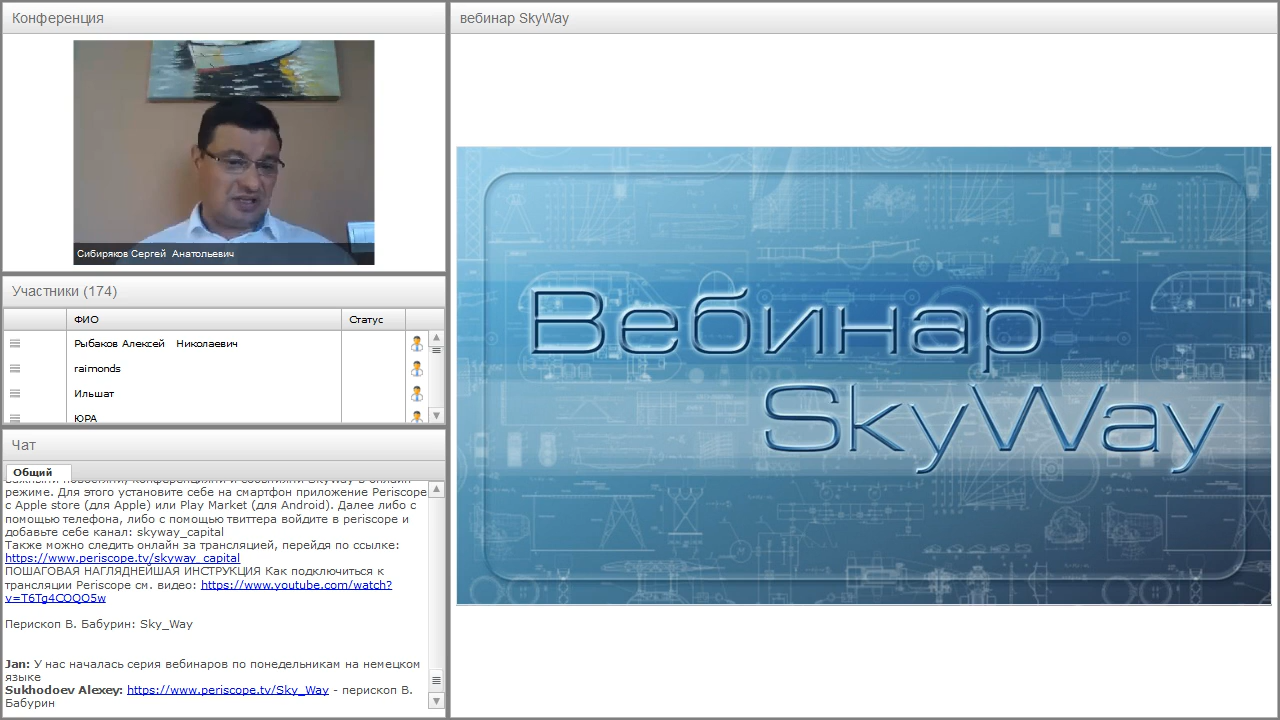 Конференция
Сибиряков Сергей Анатольевич
Участники (174)
ФИО
Статус
Рыбаков Алексей Николаевич
raimonds
Ильшат
ЮРА
Чат
Общий
режиме. Для этого установите себе на смартфон приложение Periscope
с Apple store (для Apple) или Play Market (для Android). Далее либо с
помощью телефона, либо с помощью твиттера войдите в periscope и
добавьте себе канал: skyway_capital
Также можно следить онлайн за трансляцией, перейдя по ссылке:
https://www.periscope.tv/skyway_capital
ПОШАГОВАЯ НАГЛЯДНЕЙШАЯ ИНСТРУКЦИЯ Как подключиться к
трансляции Periscope см. видео: https://www.youtube.com/watch?
v=T6Tg4COQO5w
Перископ В. Бабурин: Sky_Way
Jan: У нас началась серия вебинаров по понедельникам на немецком
языке
Sukhodoev Alexey: https://www.periscope.tv/Sky_Way - перископ В.
Бабурин
вебинар SkyWay
Вебинар
SkyWay